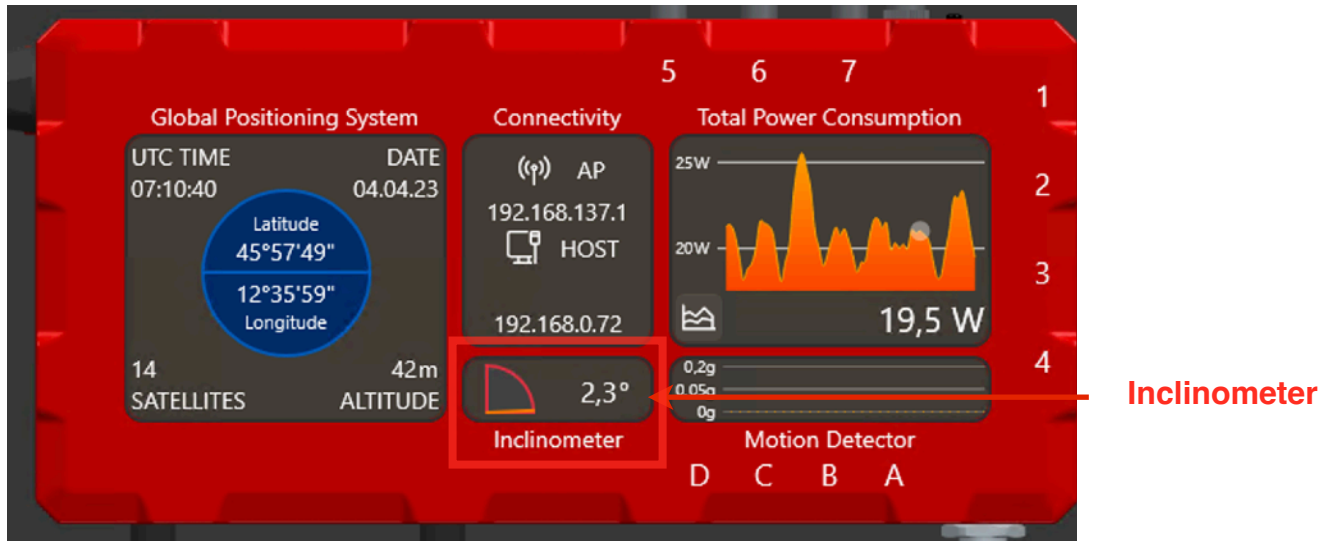 5 6 7
1
2
3
4
Global Positioning System
UTC TIME DATE
07:10:40 04.04.23
Latitude
45°57'49"
12°35'59"
Longitude
14 42m
SATELLITES ALTITUDE
Connectivity
AP
192.168.137.1
HOST
192.168.0.72
2,3°
Inclinometer
Total Power Consumption
25W
20W
19,5 W
0,2g
0.05g
0g
Motion Detector
D C B A
Inclinometer